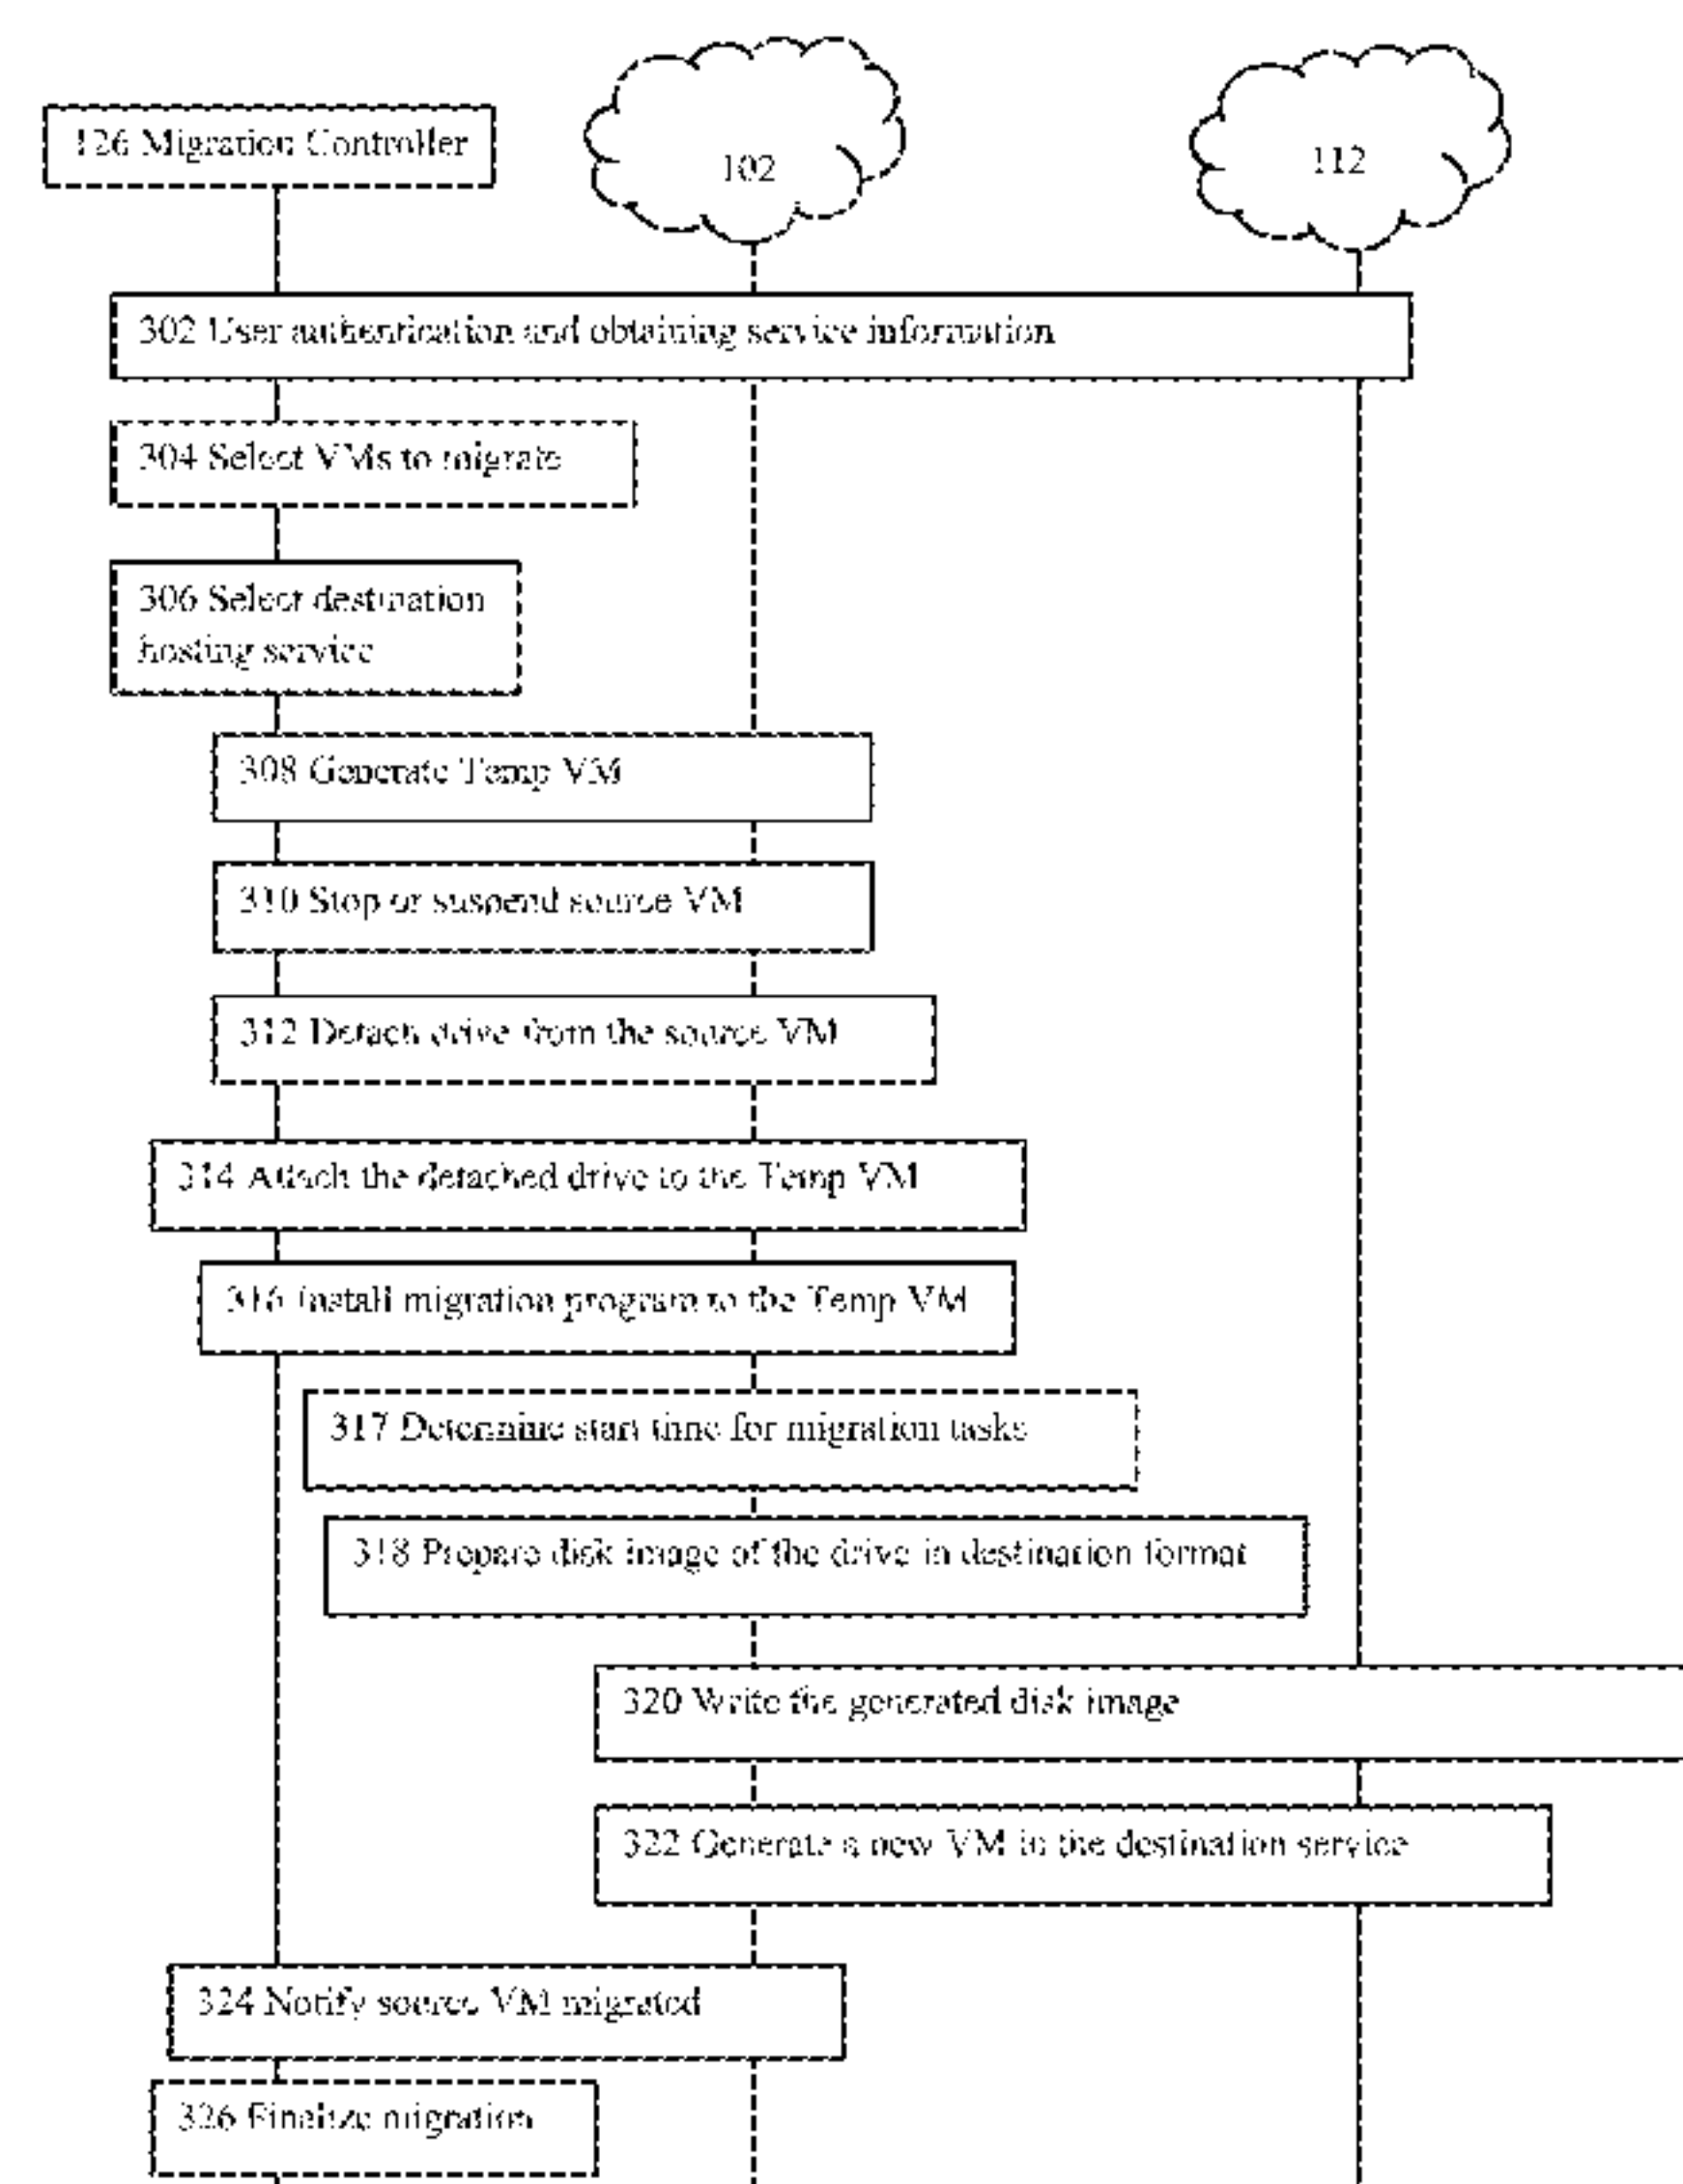 126 Migration Controller
102
112
302 User authentication and obtaining service information
304 Select VMs to migrate
306 Select destination
hosting service
308 Generate Temp VM
310 Stop or suspend source VM
312 Detach drive from the source VM
314 Attach the detached drive to the Temp VM
316 Install migration program to the Temp VM
317 Determine start time for migration tasks
318 Prepare disk image of the drive in destination format
320 Write the generated disk image
322 Generate a new VM in the destination service
324 Notify source VM migrated
326 Finalize migration